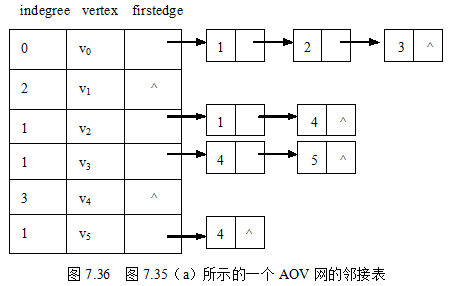 indegree vertex firstedge
0 v0 1 2 3 ^
2 v1 ^
1 v2 1 4 ^
1 v3 4 5 ^
3 v4 ^
1 v5 4 ^
图 7.36 图 7.35（a）所示的一个 AOV 网的邻接表